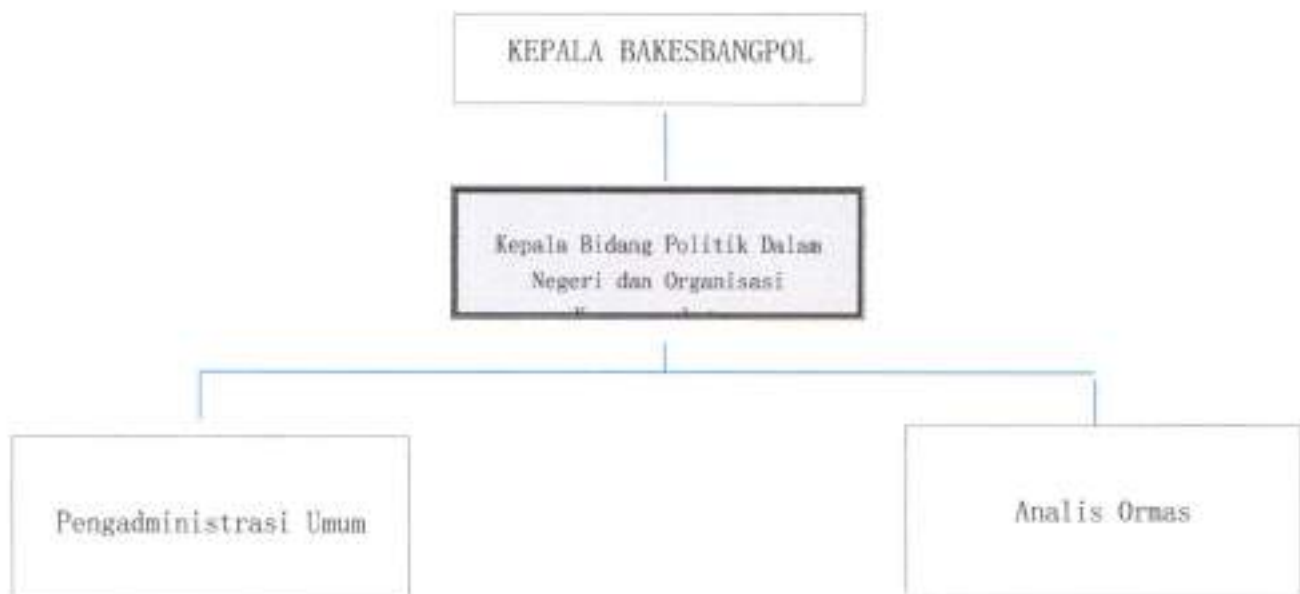 KEPALA BAKESBANGPOL
Kepala Bidang Politik Dalam
Negeri dan Organisasi
Pengadministrasi Umum
Analis Ormas